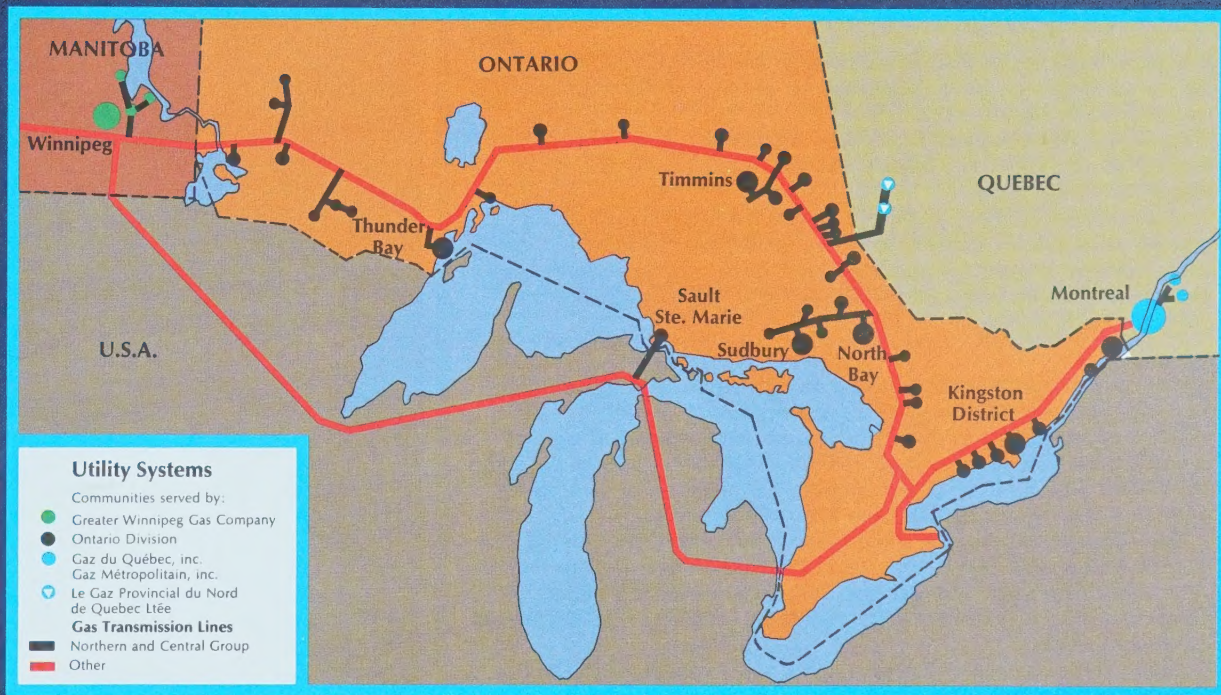 MANITOBA
ONTARIO
Winnipeg
Timmins
QUEBEC
Thunder
Bay
Montreal
Sault
Ste. Marie
U.S.A.
Sudbury
North
Bay
Kingston
District
Utility Systems
Communities served by:
Greater Winnipeg Gas Company
Ontario Division
Gaz du Québec, inc.
Gaz Métropolitain, inc.
Le Gaz Provincial du Nord
de Quebec Ltée
Gas Transmission Lines
Northern and Central Group
Other